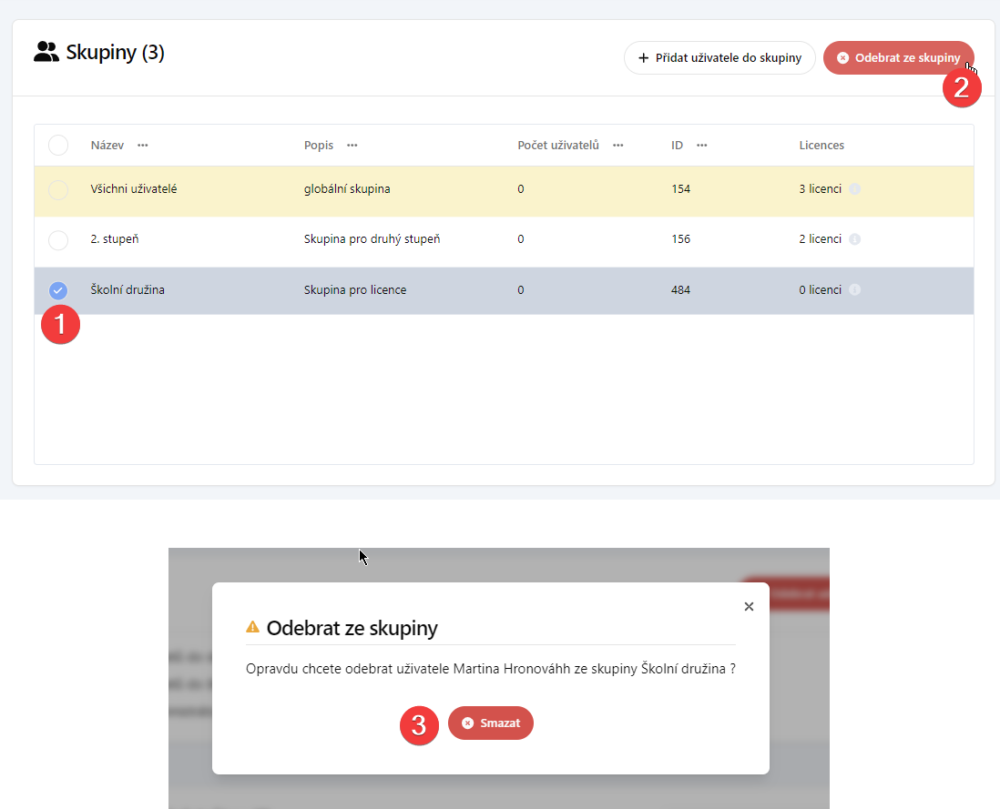 Skupiny (3)
+ Přidat uživatele do skupiny
Odebrat ze skupiny
2
Název ••• Popis ••• Počet uživatelů ••• ID ••• Licences
Všichni uživatelé globální skupina 0 154 3 licenci
2. stupeň Skupina pro druhý stupeň 0 156 2 licenci
Školní družina Skupina pro licence 0 484 0 licenci
1
Odebrat ze skupiny
Opravdu chcete odebrat uživatele Martina Hronováhh ze skupiny Školní družina ?
3 Smazat